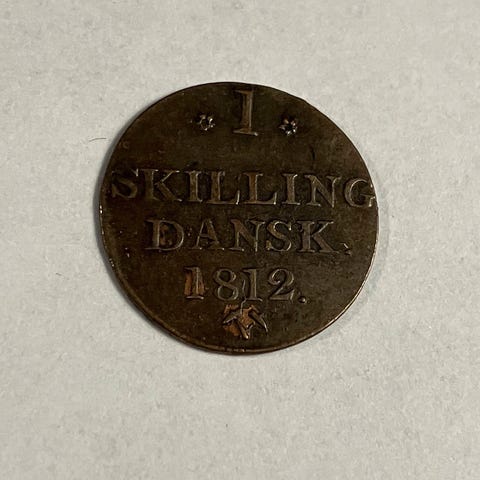 1
SKILLING
DANSK.
1812.